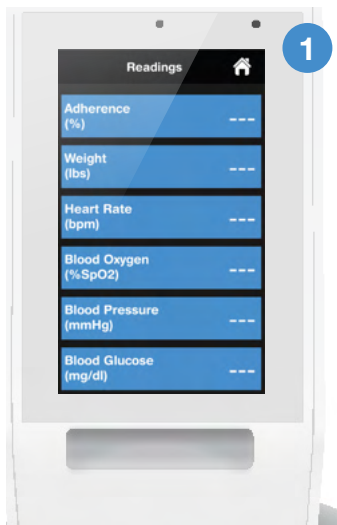 1
Readings
Adherence
(%) ---
Weight
(lbs) ---
Heart Rate
(bpm) ---
Blood Oxygen
(%SpO2) ---
Blood Pressure
(mmHg) ---
Blood Glucose
(mg/dl) ---